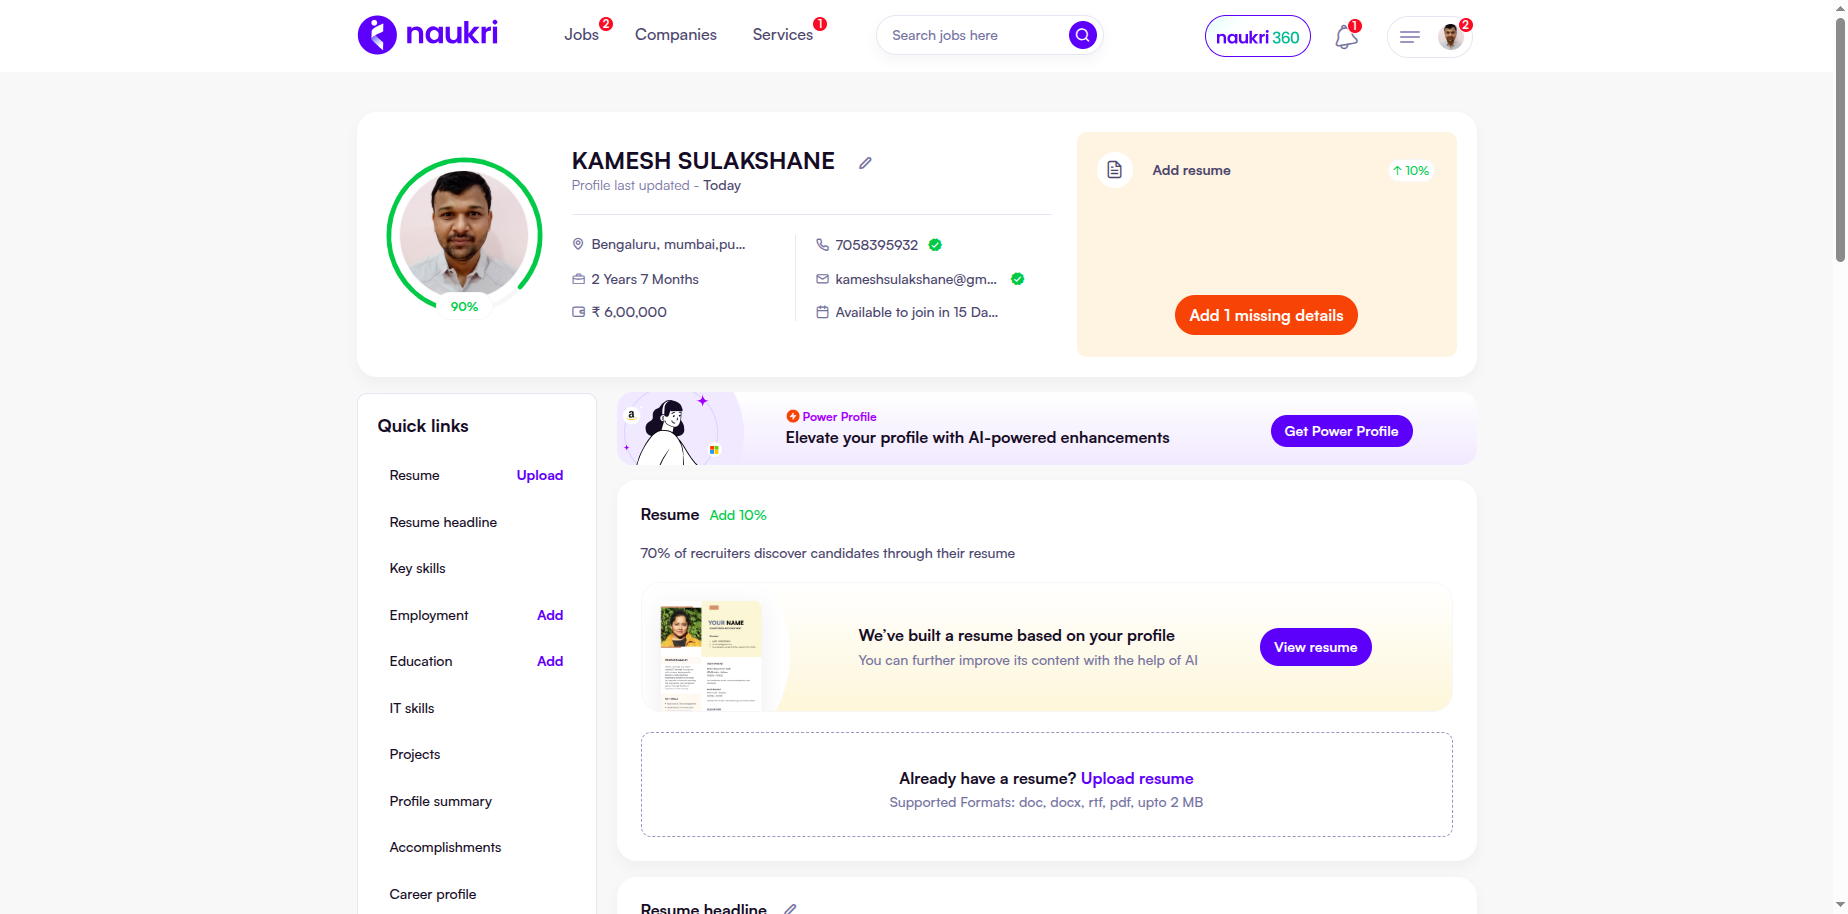 naukri
Jobs 2
Companies
Services 1
Search jobs here
naukri 360
1
2
KAMESH SULAKSHANE
Profile last updated - Today
Bengaluru, mumbai,pu...
2 Years 7 Months
₹ 6,00,000
7058395932
kameshsulakshane@gm...
Available to join in 15 Da...
90%
Add resume
↑ 10%
Add 1 missing details
Quick links
Resume Upload
Resume headline
Key skills
Employment Add
Education Add
IT skills
Projects
Profile summary
Accomplishments
Career profile
a
Power Profile
Elevate your profile with AI-powered enhancements
Get Power Profile
Resume Add 10%
70% of recruiters discover candidates through their resume
YOUR NAME
We've built a resume based on your profile
You can further improve its content with the help of AI
View resume
Already have a resume? Upload resume
Supported Formats: doc, docx, rtf, pdf, upto 2 MB
Resume headline